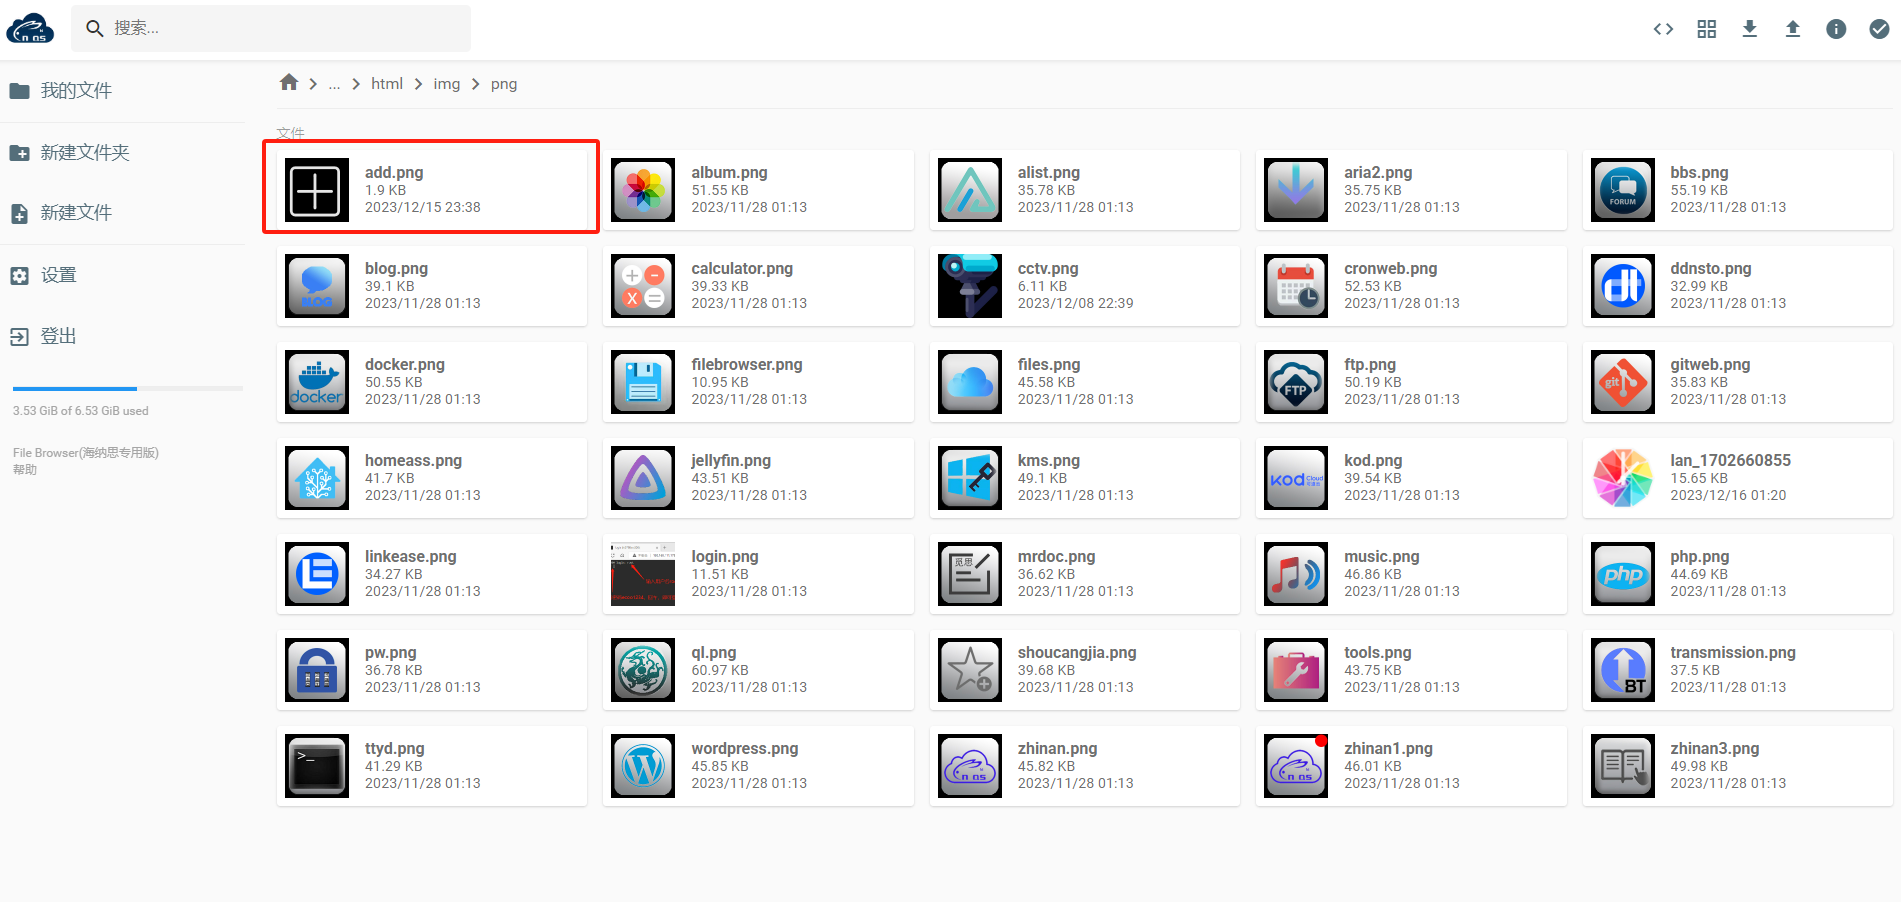 搜索...
我的文件
新建文件夹
新建文件
设置
登出
3.53 GiB of 6.53 GiB used
File Browser(海纳思专用版)
帮助
... html img png
文件
add.png
1.9 KB
2023/12/15 23:38
album.png
51.55 KB
2023/11/28 01:13
alist.png
35.78 KB
2023/11/28 01:13
aria2.png
35.75 KB
2023/11/28 01:13
FORUM
bbs.png
55.19 KB
2023/11/28 01:13
BLOG
blog.png
39.1 KB
2023/11/28 01:13
calculator.png
39.33 KB
2023/11/28 01:13
cctv.png
6.11 KB
2023/12/08 22:39
cronweb.png
52.53 KB
2023/11/28 01:13
ddnsto.png
32.99 KB
2023/11/28 01:13
docker
docker.png
50.55 KB
2023/11/28 01:13
filebrowser.png
10.95 KB
2023/11/28 01:13
files.png
45.58 KB
2023/11/28 01:13
FTP
ftp.png
50.19 KB
2023/11/28 01:13
git
gitweb.png
35.83 KB
2023/11/28 01:13
homeass.png
41.7 KB
2023/11/28 01:13
jellyfin.png
43.51 KB
2023/11/28 01:13
kms.png
49.1 KB
2023/11/28 01:13
kod Cloud
kod.png
39.54 KB
2023/11/28 01:13
lan_1702660855
15.65 KB
2023/12/16 01:20
linkease.png
34.27 KB
2023/11/28 01:13
login.png
11.51 KB
2023/11/28 01:13
觅思
mrdoc.png
36.62 KB
2023/11/28 01:13
music.png
46.86 KB
2023/11/28 01:13
php
php.png
44.69 KB
2023/11/28 01:13
pw.png
36.78 KB
2023/11/28 01:13
ql.png
60.97 KB
2023/11/28 01:13
shoucangjia.png
39.68 KB
2023/11/28 01:13
tools.png
43.75 KB
2023/11/28 01:13
BT
transmission.png
37.5 KB
2023/11/28 01:13
>_
ttyd.png
41.29 KB
2023/11/28 01:13
wordpress.png
45.85 KB
2023/11/28 01:13
zhinan.png
45.82 KB
2023/11/28 01:13
zhinan1.png
46.01 KB
2023/11/28 01:13
zhinan3.png
49.98 KB
2023/11/28 01:13